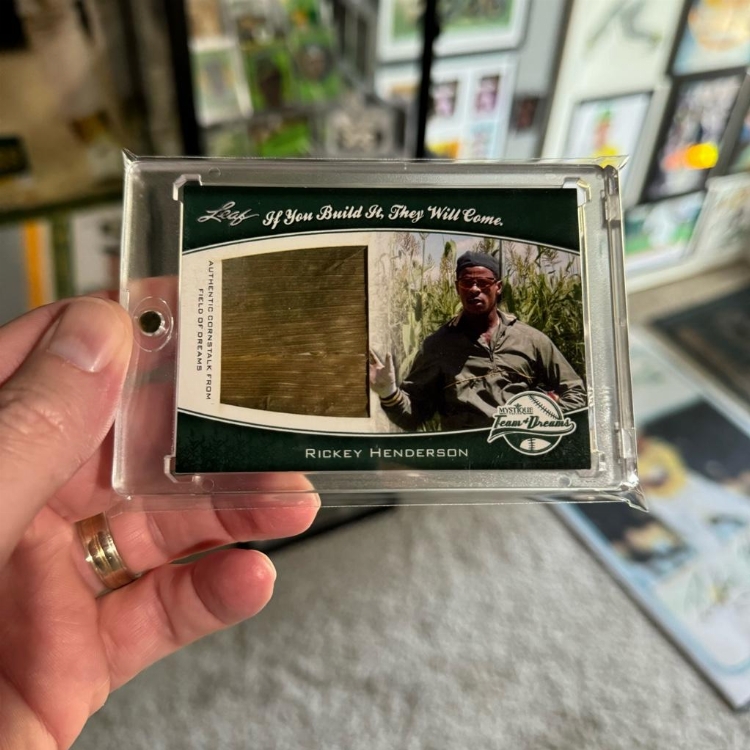 Leaf
If You Build It, They Will Come.
AUTHENTIC CORNSTALK FROM
FIELD OF DREAMS
MYSTIQUE
Team of Dreams
RICKEY HENDERSON